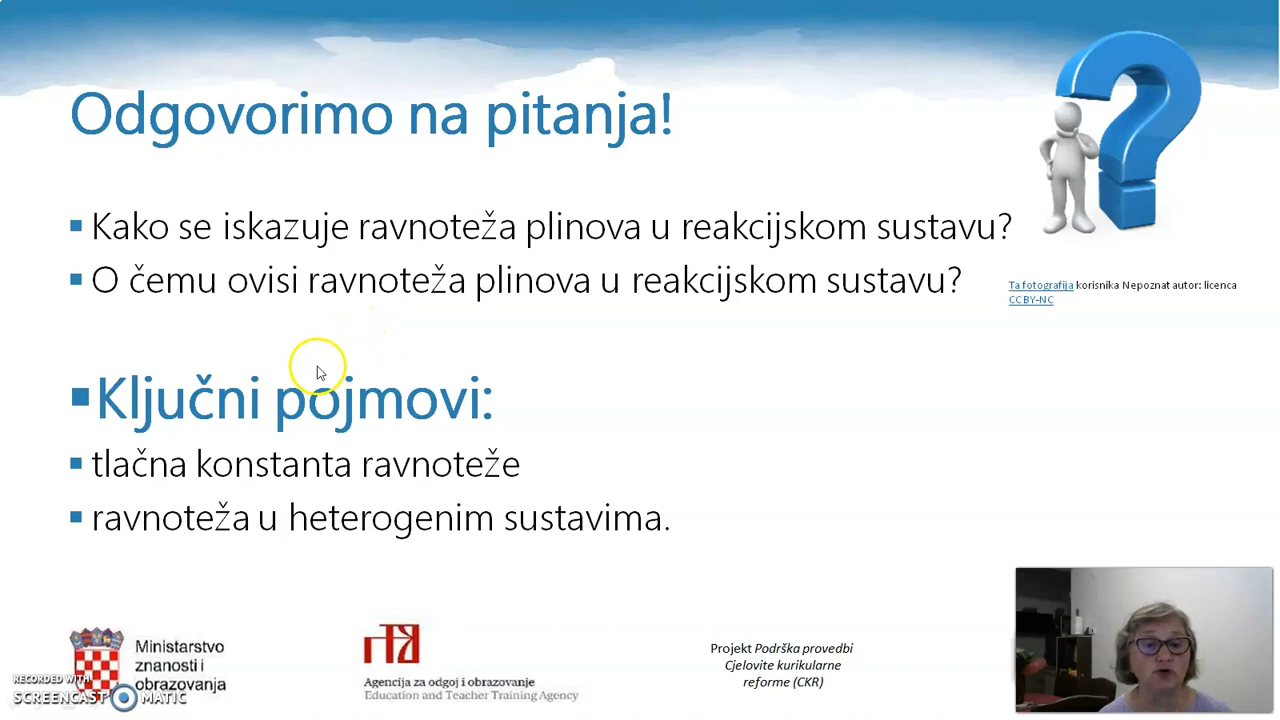 Odgovorimo na pitanja!
Kako se iskazuje ravnoteža plinova u reakcijskom sustavu?
O čemu ovisi ravnoteža plinova u reakcijskom sustavu?
Ta fotografija korisnika Nepoznat autor: licenca
CC BY-NC
Ključni pojmovi:
tlačna konstanta ravnoteže
ravnoteža u heterogenim sustavima.
Ministarstvo
znanosti i
obrazovanja
Agencija za odgoj i obrazovanje
Education and Teacher Training Agency
Projekt Podrška provedbi
Cjelovite kurikularne
reforme (CKR)
RECORDED WITH
SCREENCAST MATIC